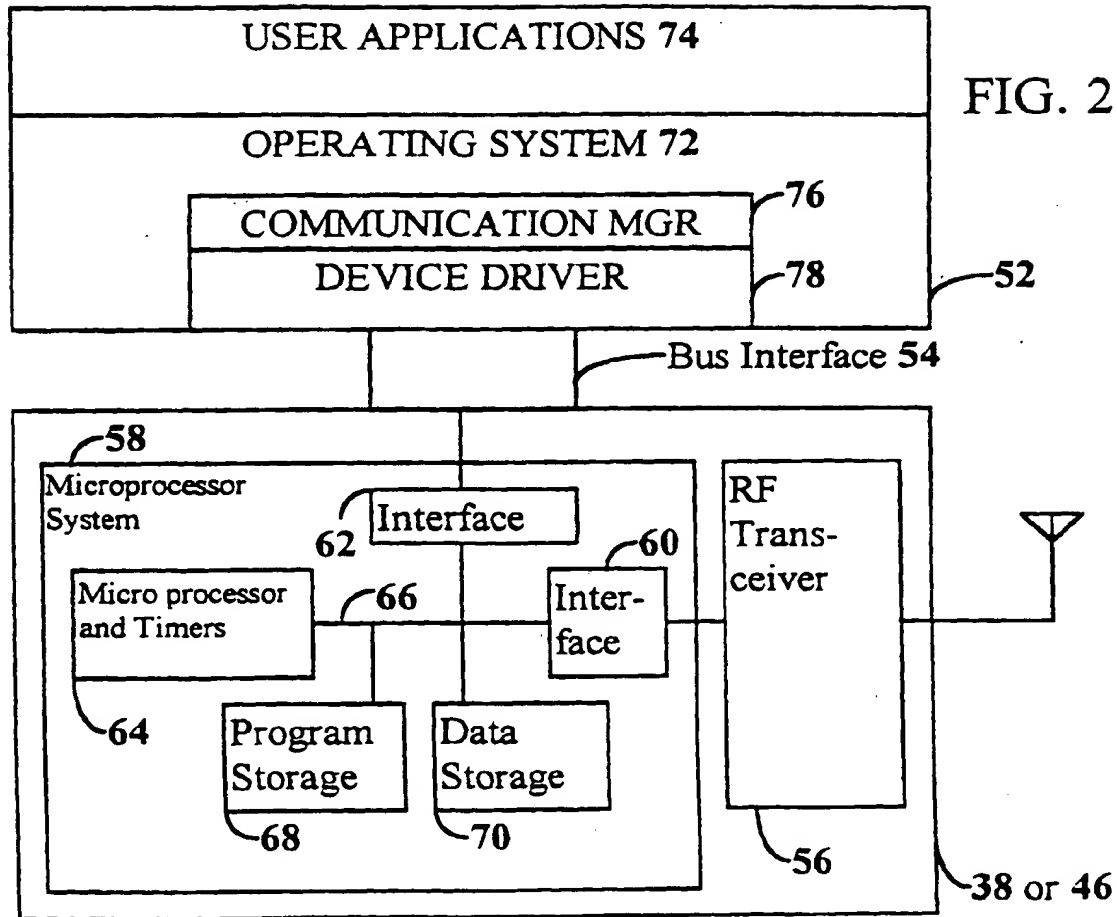 USER APPLICATIONS 74
FIG. 2
OPERATING SYSTEM 72
76
COMMUNICATION MGR
DEVICE DRIVER
78
52
Bus Interface 54
58
Microprocessor
System
Interface
62
60
RF
Trans-
ceiver
Micro processor
and Timers
66
Inter-
face
64
Program
Storage
Data
Storage
68
70
56
38 or 46